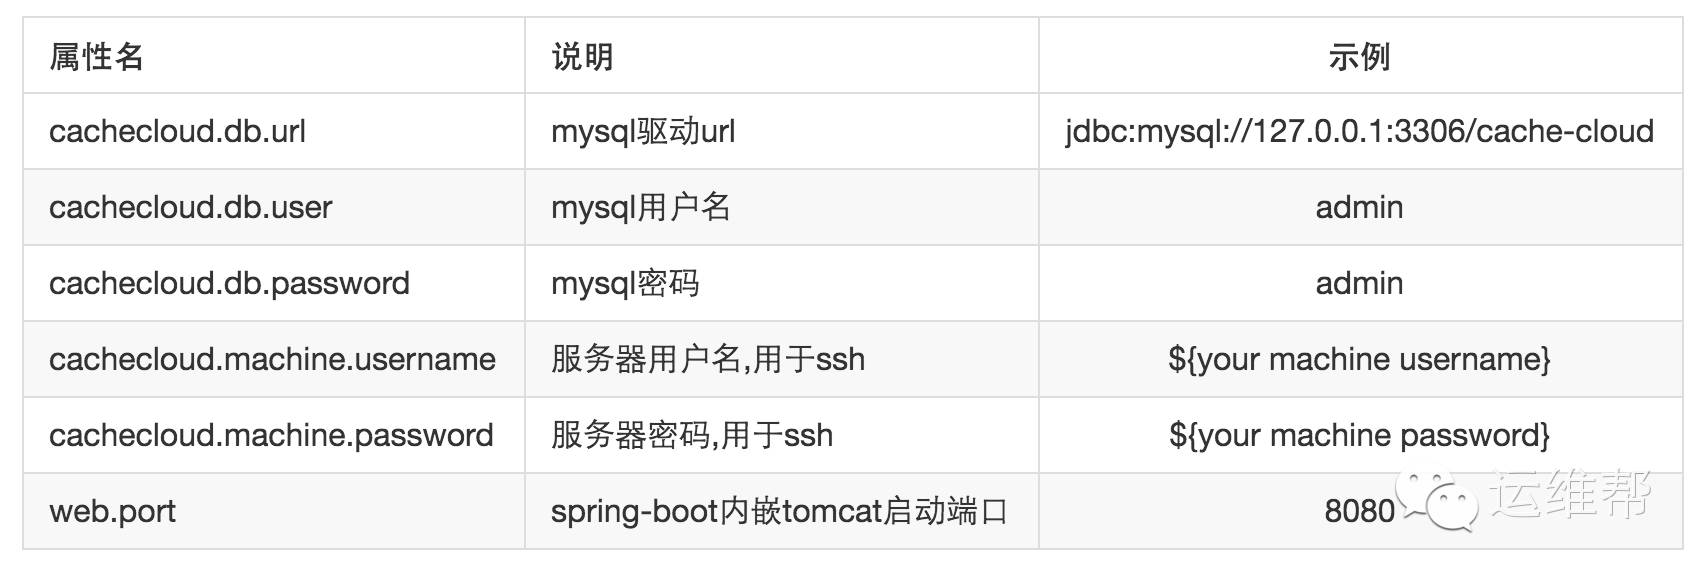 属性名 说明 示例
cachecloud.db.url mysql驱动url jdbc:mysql://127.0.0.1:3306/cache-cloud
cachecloud.db.user mysql用户名 admin
cachecloud.db.password mysql密码 admin
cachecloud.machine.username 服务器用户名,用于ssh ${your machine username}
cachecloud.machine.password 服务器密码,用于ssh ${your machine password}
web.port spring-boot内嵌tomcat启动端口 8080
运维帮